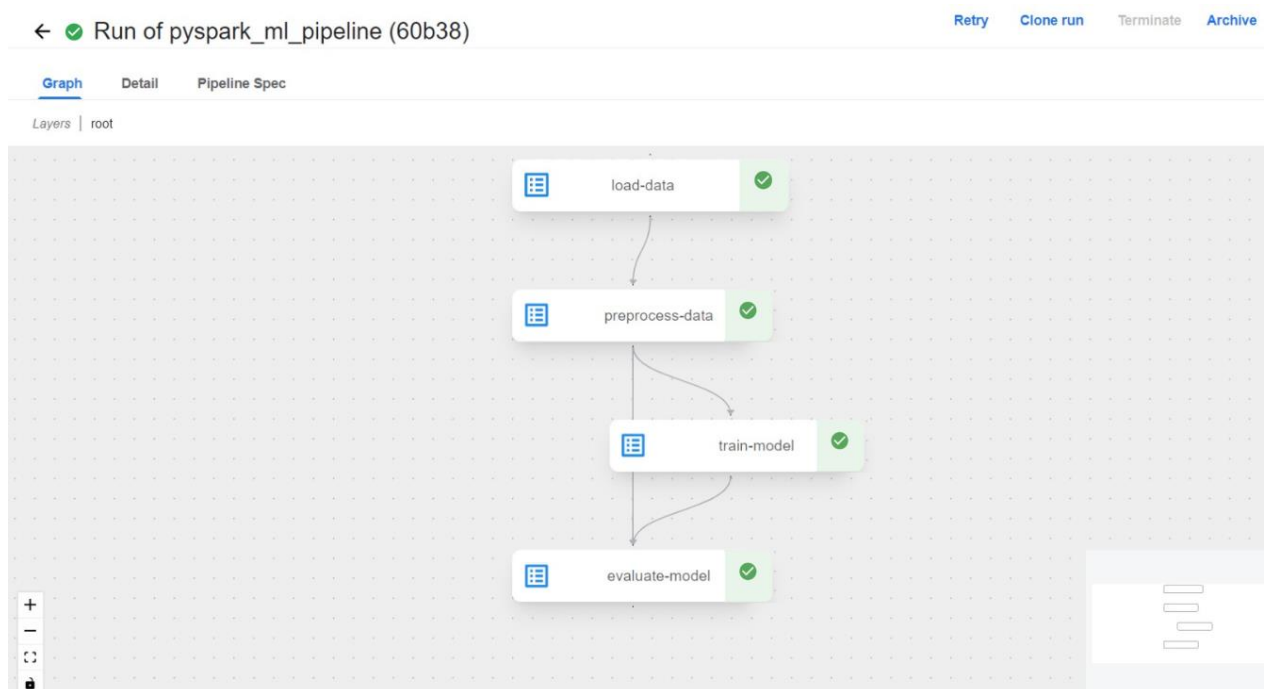 Run of pyspark_ml_pipeline (60b38)
Retry Clone run Terminate Archive
Graph Detail Pipeline Spec
Layers | root
load-data
preprocess-data
train-model
evaluate-model